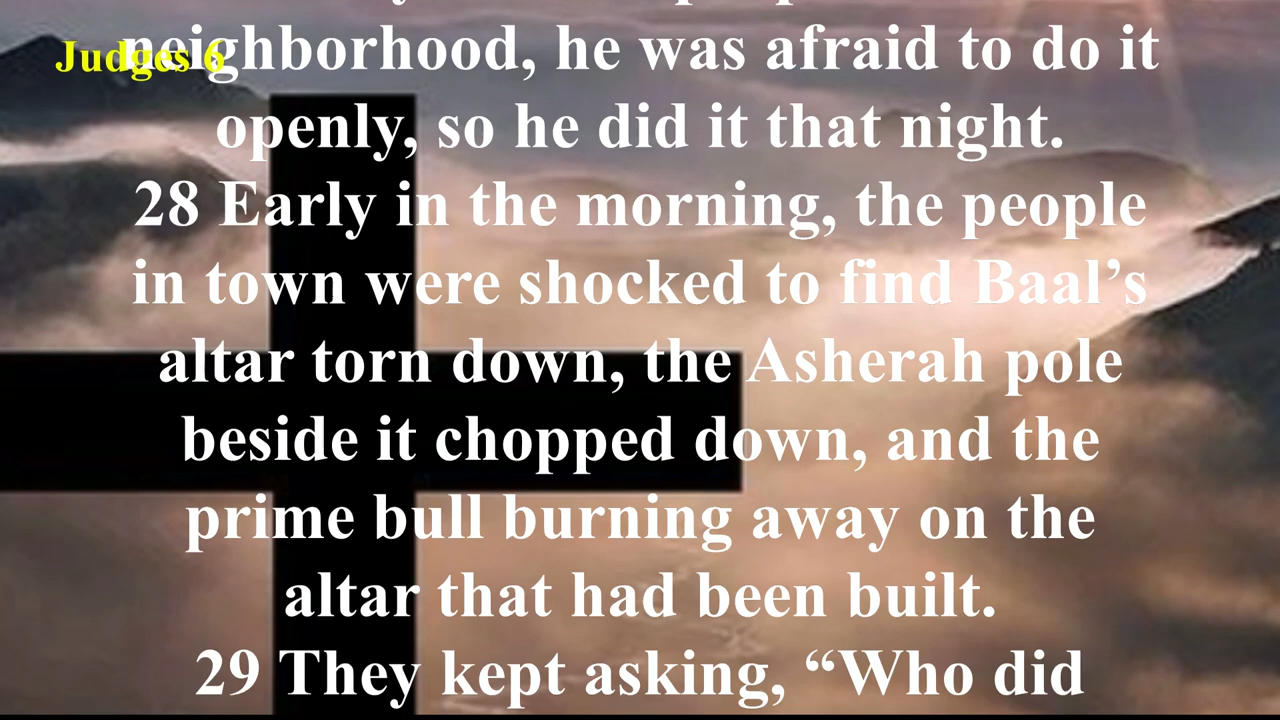 Judges 6
neighborhood, he was afraid to do it
openly, so he did it that night.
28 Early in the morning, the people
in town were shocked to find Baal’s
altar torn down, the Asherah pole
beside it chopped down, and the
prime bull burning away on the
altar that had been built.
29 They kept asking, “Who did